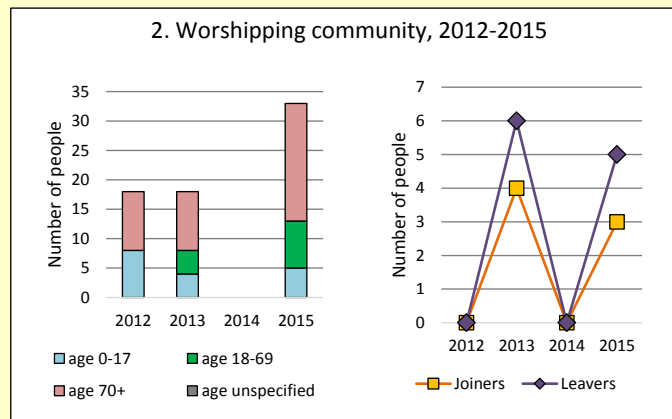 2. Worshipping community, 2012-2015
Number of people
35
30
25
20
15
10
5
0
2012 2013 2014 2015
age 0-17 age 18-69
age 70+ age unspecified
Number of people
7
6
5
4
3
2
1
0
2012 2013 2014 2015
Joiners Leavers